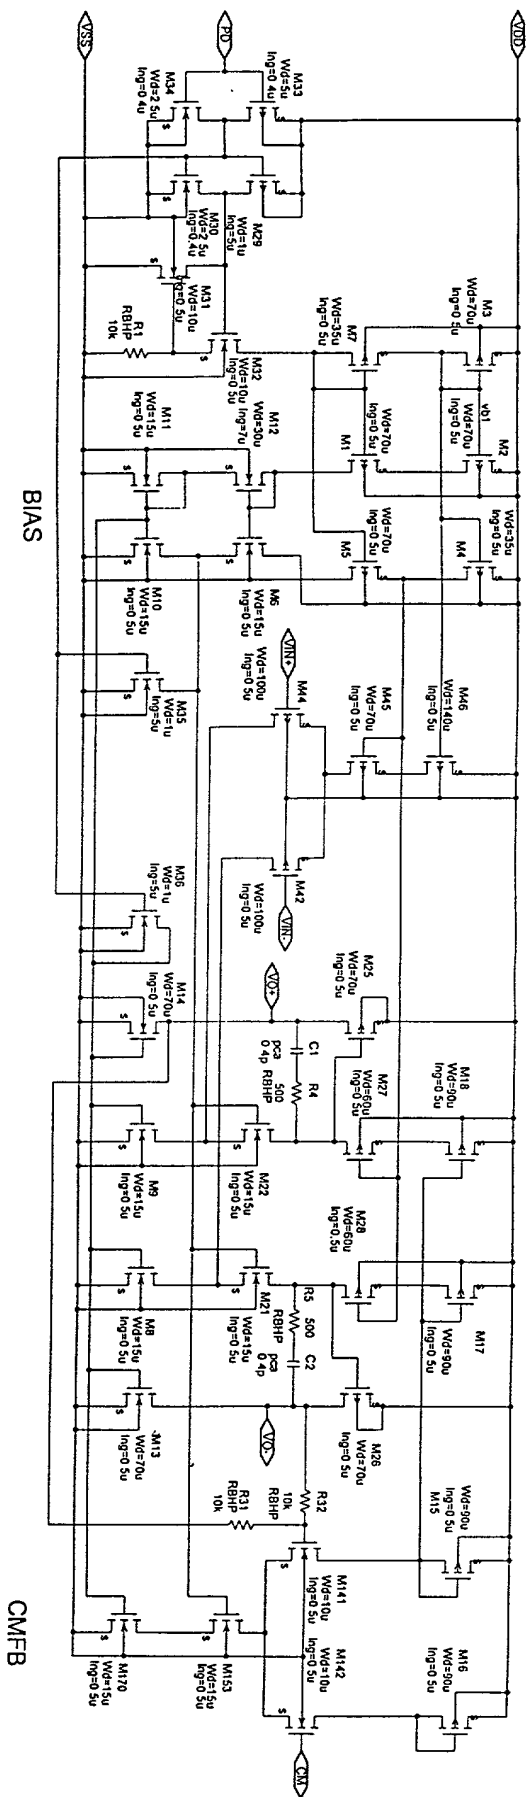 VSS
PD
VDD
M34
Wd=2 5u
lng=0 4u
M33
Wd=5u
lng=0 4u
M30
Wd=2 5u
lng=0.4u
M29
Wd=1u
lng=5u
M31
Wd=10u
lng=0 5u
R1
RBHP
10k
M32
Wd=10u
lng=0 5u
M7
Wd=35u
lng=0 5u
M3
Wd=70u
lng=0 5u
vb1
M2
Wd=70u
lng=0 5u
M1
Wd=70u
lng=0 5u
M12
Wd=30u
lng=7u
M11
Wd=15u
lng=0 5u
M10
Wd=15u
lng=0 5u
M6
Wd=15u
lng=0 5u
M5
Wd=70u
lng=0 5u
M4
Wd=35u
lng=0 5u
BIAS
M35
Wd=1u
lng=5u
VIN+
M44
Wd=100u
lng=0 5u
M45
Wd=70u
lng=0 5u
M46
Wd=140u
lng=0 5u
M42
Wd=100u
lng=0 5u
VIN-
M36
Wd=1u
lng=5u
M14
Wd=70u
lng=0 5u
VO+
C1
pca
0 4p
R4
500
RBHP
M25
Wd=70u
lng=0 5u
M27
Wd=60u
lng=0 5u
M18
Wd=90u
lng=0 5u
M9
Wd=15u
lng=0 5u
M22
Wd=15u
lng=0 5u
M28
Wd=60u
lng=0.5u
M17
Wd=90u
lng=0 5u
M8
Wd=15u
lng=0 5u
M21
Wd=15u
lng=0 5u
R5
500
RBHP
C2
pca
0 4p
M13
Wd=70u
lng=0 5u
VO-
M26
Wd=70u
lng=0 5u
R32
10k
RBHP
R31
RBHP
10k
M15
Wd=90u
lng=0 5u
M141
Wd=10u
lng=0 5u
M142
Wd=10u
lng=0 5u
M16
Wd=90u
lng=0 5u
M153
Wd=15u
lng=0 5u
M170
Wd=15u
lng=0 5u
CM
CMFB